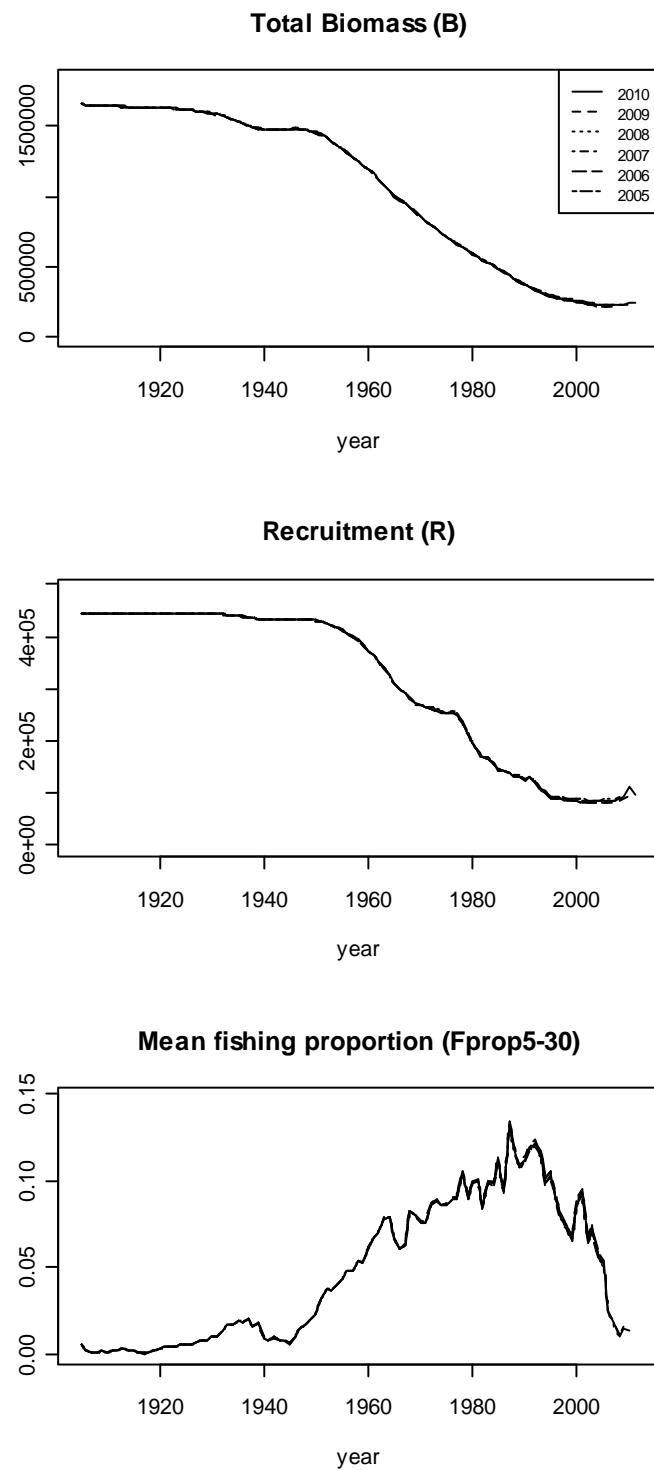 Total Biomass (B)
2010
2009
2008
2007
2006
2005
1500000
500000
0
1920 1940 1960 1980 2000
year
Recruitment (R)
4e+05
2e+05
0e+00
1920 1940 1960 1980 2000
year
Mean fishing proportion (Fprop5-30)
0.15
0.10
0.05
0.00
1920 1940 1960 1980 2000
year